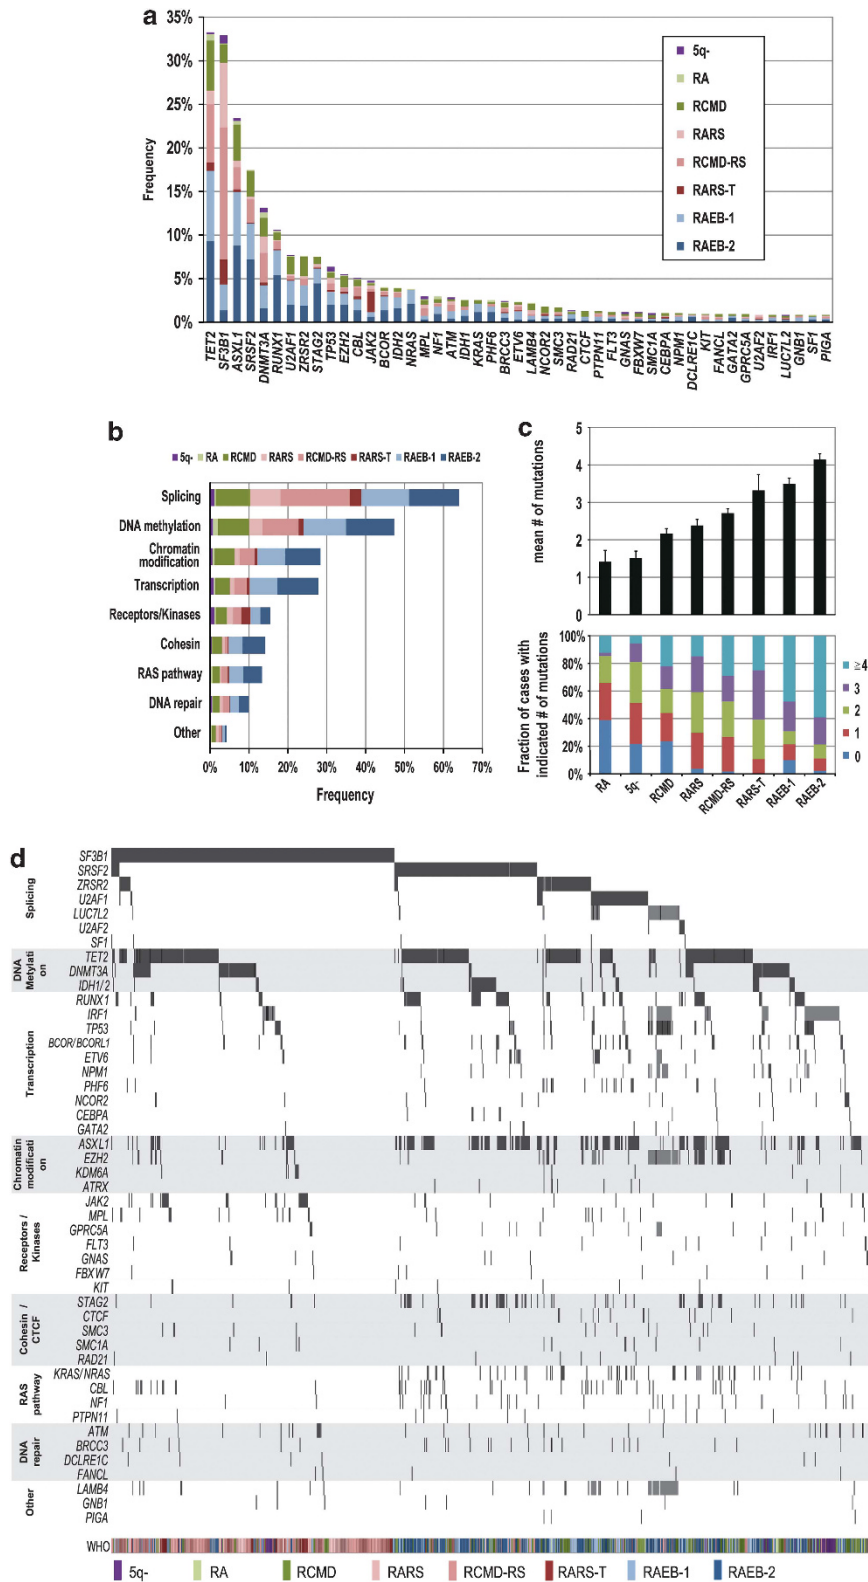 a
35%
30%
25%
20%
15%
10%
5%
0%
Frequency
5q-
RA
RCMD
RARS
RCMD-RS
RARS-T
RAEB-1
RAEB-2
TET2
SF3B1
ASXL1
SRSF2
DNMT3A
RUNX1
U2AF1
ZRSR2
STAG2
TP53
EZH2
CBL
JAK2
BCOR
IDH2
NRAS
MPL
NF1
ATM
IDH1
KRAS
PHF6
BRCC3
ETV6
LAMB4
NCOR2
SMC3
RAD21
CTCF
PTPN11
FLT3
GNAS
FBXW7
SMC1A
CEBPA
NPM1
DCLRE1C
KIT
FANCL
GATA2
GPRC5A
U2AF2
IRF1
LUC7L2
GNB1
SF1
PIGA
b
5q- RA RCMD RARS RCMD-RS RARS-T RAEB-1 RAEB-2
Splicing
DNA methylation
Chromatin
modification
Transcription
Receptors/Kinases
Cohesin
RAS pathway
DNA repair
Other
0% 10% 20% 30% 40% 50% 60% 70%
Frequency
c
5
4
3
2
1
0
mean # of mutations
100%
80%
60%
40%
20%
0%
Fraction of cases with
indicated # of mutations
≥4
3
2
1
0
RA
5q-
RCMD
RARS
RCMD-RS
RARS-T
RAEB-1
RAEB-2
d
Splicing
SF3B1
SRSF2
ZRSR2
U2AF1
LUC7L2
U2AF2
SF1
DNA
Metylati
on
TET2
DNMT3A
IDH1/2
Transcription
RUNX1
IRF1
TP53
BCOR/BCORL1
ETV6
NPM1
PHF6
NCOR2
CEBPA
GATA2
Chromatin
modificati
on
ASXL1
EZH2
KDM6A
ATRX
Receptors /
Kinases
JAK2
MPL
GPRC5A
FLT3
GNAS
FBXW7
KIT
Cohesin /
CTCF
STAG2
CTCF
SMC3
SMC1A
RAD21
RAS
pathway
KRAS/NRAS
CBL
NF1
PTPN11
DNA
repair
ATM
BRCC3
DCLRE1C
FANCL
Other
LAMB4
GNB1
PIGA
WHO
5q- RA RCMD RARS RCMD-RS RARS-T RAEB-1 RAEB-2